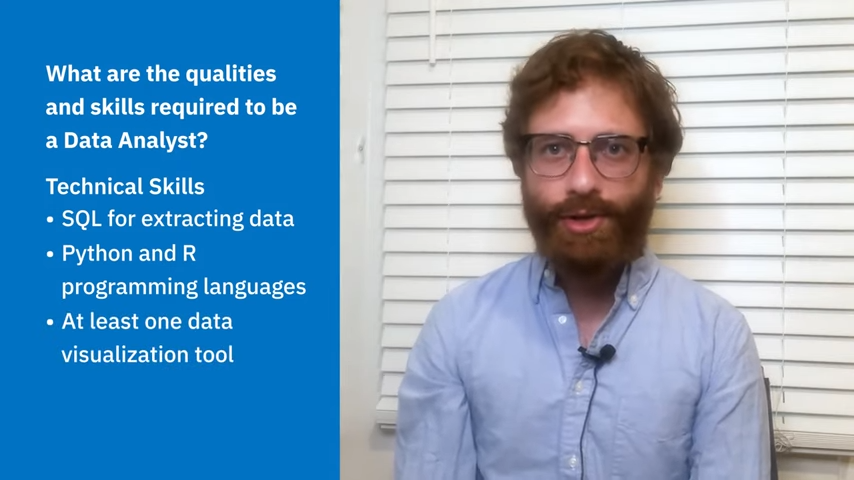 What are the qualities
and skills required to be
a Data Analyst?
Technical Skills
• SQL for extracting data
• Python and R
programming languages
• At least one data
visualization tool